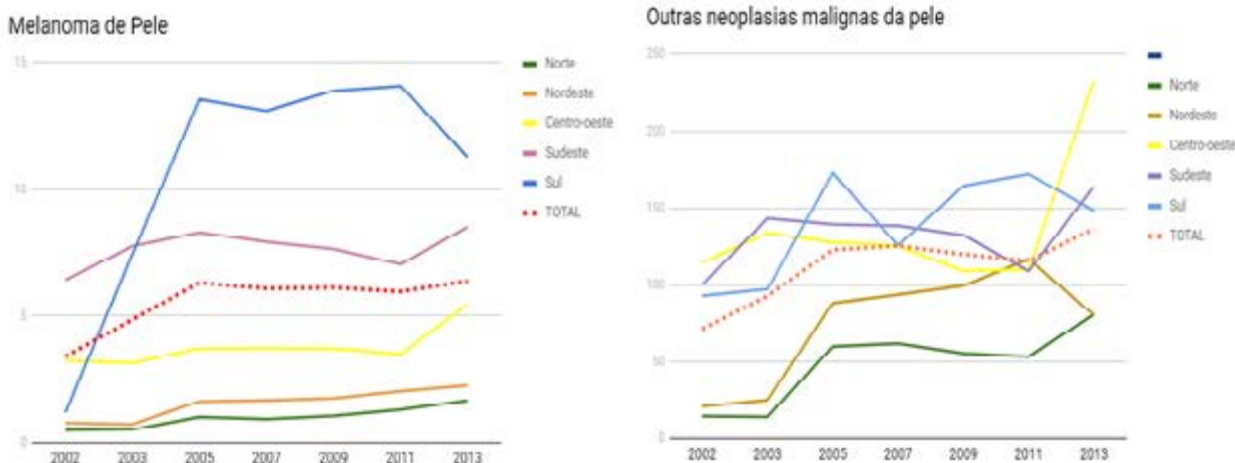 Melanoma de Pele
15
10
5
0
2002 2003 2005 2007 2009 2011 2013
Norte
Nordeste
Centro-oeste
Sudeste
Sul
TOTAL
Outras neoplasias malignas da pele
250
200
150
100
50
0
2002 2003 2005 2007 2009 2011 2013
Norte
Nordeste
Centro-oeste
Sudeste
Sul
TOTAL